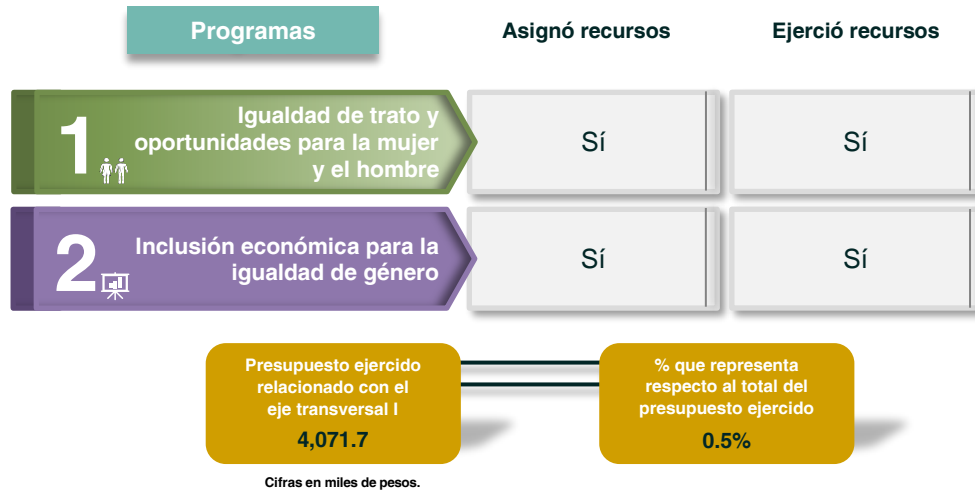 Programas
Asignó recursos
Ejerció recursos
1
Igualdad de trato y
oportunidades para la mujer
y el hombre
Sí
Sí
2
Inclusión económica para la
igualdad de género
Sí
Sí
Presupuesto ejercido
relacionado con el
eje transversal I
4,071.7
% que representa
respecto al total del
presupuesto ejercido
0.5%
Cifras en miles de pesos.